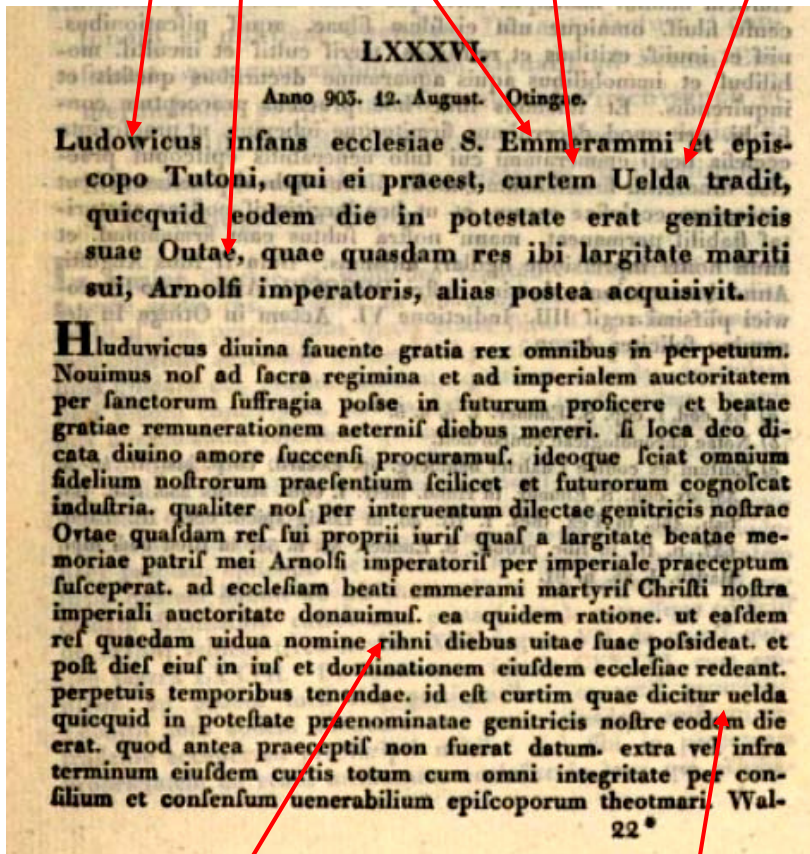 LXXXVI.
Anno 903. 12. August. Otingae.
Ludowicus infans ecclesiae S. Emmerammi et epis-
copo Tutoni, qui ei praeest, curtem Uelda tradit,
quicquid eodem die in potestate erat genitricis
suae Outae, quae quasdam res ibi largitate mariti
sui, Arnolfi imperatoris, alias postea acquisivit.
Hluduwicus diuina fauente gratia rex omnibus in perpetuum.
Nouimus noſ ad ſacra regimina et ad imperialem auctoritatem
per ſanctorum ſuffragia poſse in futurum proficere et beatae
gratiae remunerationem aeterniſ diebus mereri. ſi loca deo di-
cata diuino amore ſuccenſi procuramuſ. ideoque ſciat omnium
fidelium noſtrorum praeſentium ſcilicet et futurorum cognoſcat
induſtria. qualiter noſ per interuentum dilectae genitricis noſtrae
Ovtae quaſdam reſ ſui proprii iuriſ quaſ a largitate beatae me-
moriae patriſ mei Arnolfi imperatoriſ per imperiale praeceptum
ſuſceperat. ad eccleſiam beati emmerami martyriſ Chriſti noſtra
imperiali auctoritate donauimuſ. ea quidem ratione. ut eaſdem
reſ quaedam uidua nomine rihni diebus uitae ſuae poſsideat. et
poſt dieſ eiuſ in iuſ et dominationem eiuſdem eccleſiae redeant.
perpetuis temporibus tenendae. id eſt curtim quae dicitur uelda
quicquid in poteſtate praenominatae genitricis noſtre eodem die
erat. quod antea praeceptiſ non fuerat datum. extra vel infra
terminum eiuſdem curtis totum cum omni integritate per con-
ſilium et conſenſum uenerabilium epiſcoporum theotmari. Wal-
22*